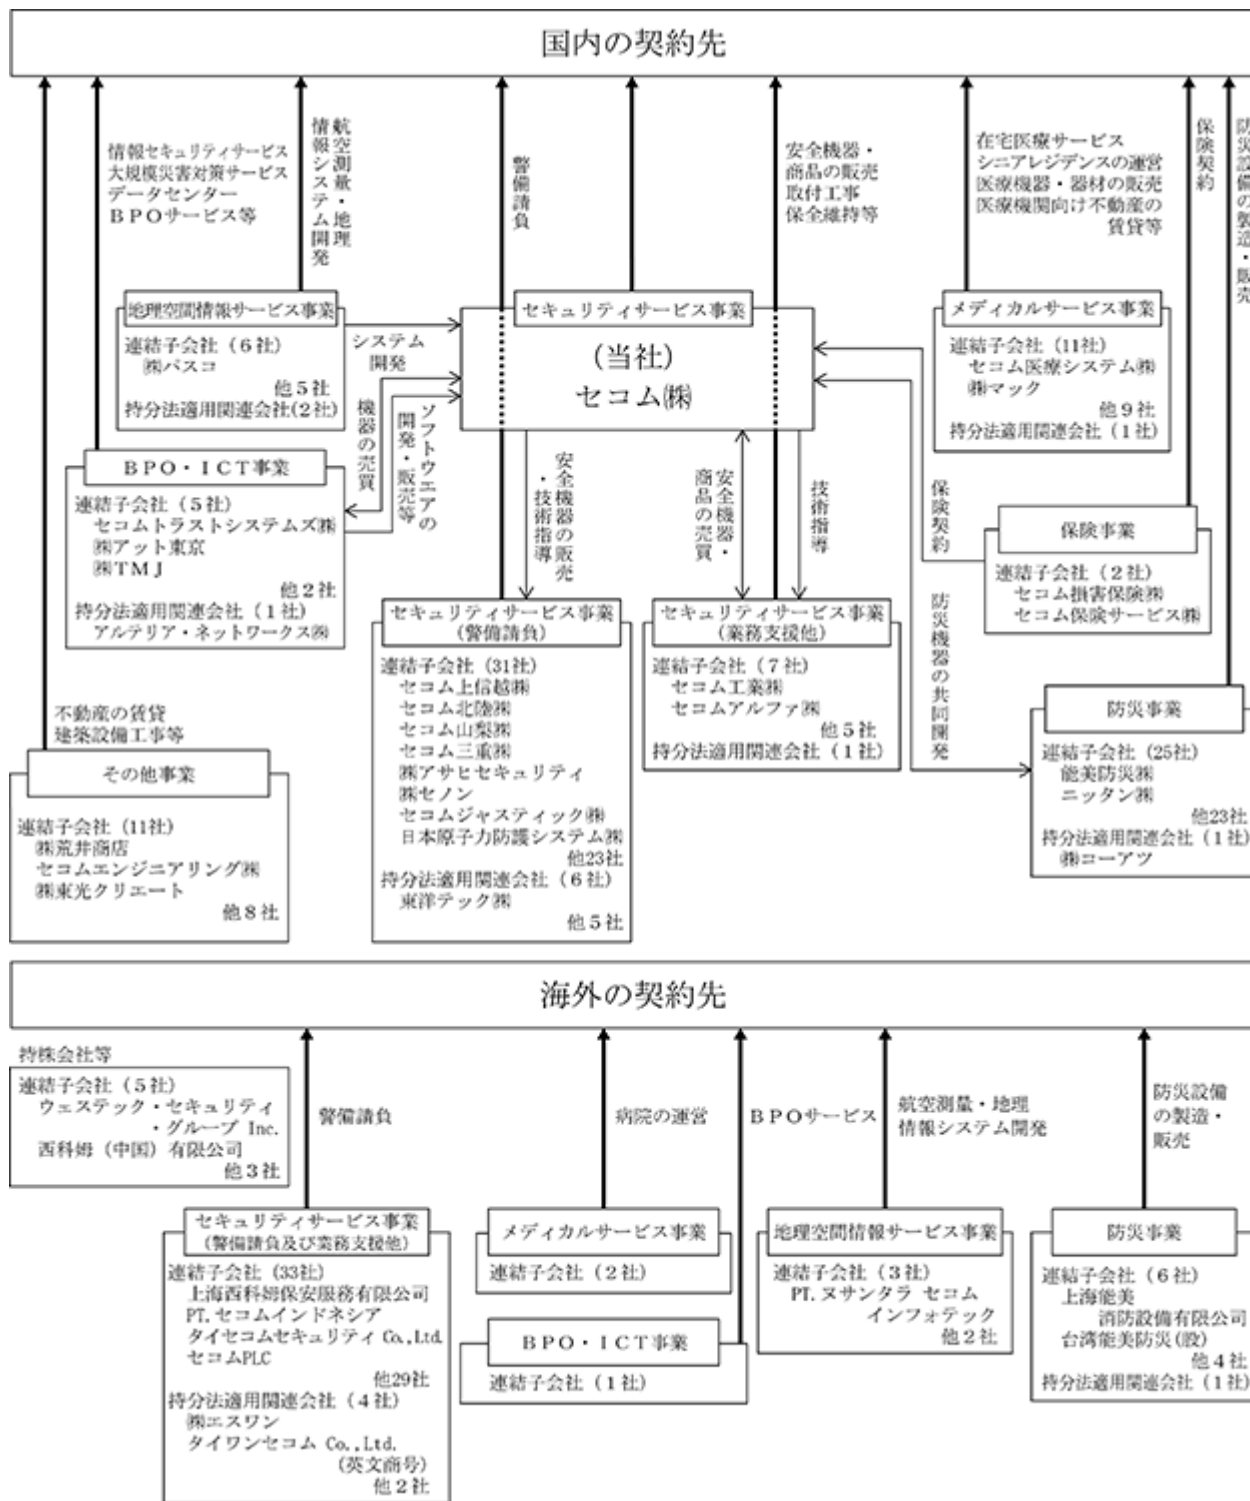 国内の契約先
情報セキュリティサービス
大規模災害対策サービス
データセンター
BPOサービス等
航空測量・地理
情報システム開発
警備請負
安全機器・
商品の販売
取付工事
保全維持等
在宅医療サービス
シニアレジデンスの運営
医療機器・器材の販売
医療機関向け不動産の
賃貸等
保険契約
防災設備の製造・販売
地理空間情報サービス事業
連結子会社(6社)
㈱パスコ
他5社
持分法適用関連会社(2社)
システム
開発
セキュリティサービス事業
(当社)
セコム㈱
メディカルサービス事業
連結子会社(11社)
セコム医療システム㈱
㈱マック
他9社
持分法適用関連会社(1社)
BPO・ICT事業
連結子会社(5社)
セコムトラストシステムズ㈱
㈱アット東京
㈱TMJ
他2社
持分法適用関連会社(1社)
アルテリア・ネットワークス㈱
機器の売買
ソフトウエアの
開発・販売等
安全機器の販売
・技術指導
安全機器・
商品の売買
技術指導
保険契約
保険事業
連結子会社(2社)
セコム損害保険㈱
セコム保険サービス㈱
防災機器の共同開発
セキュリティサービス事業
(警備請負)
連結子会社(31社)
セコム上信越㈱
セコム北陸㈱
セコム山梨㈱
セコム三重㈱
㈱アサヒセキュリティ
㈱セノン
セコムジャスティック㈱
日本原子力防護システム㈱
他23社
持分法適用関連会社(6社)
東洋テック㈱
他5社
セキュリティサービス事業
(業務支援他)
連結子会社(7社)
セコム工業㈱
セコムアルファ㈱
他5社
持分法適用関連会社(1社)
防災事業
連結子会社(25社)
能美防災㈱
ニッタン㈱
他23社
持分法適用関連会社(1社)
㈱コーアツ
不動産の賃貸
建築設備工事等
その他事業
連結子会社(11社)
㈱荒井商店
セコムエンジニアリング㈱
㈱東光クリエート
他8社
海外の契約先
持株会社等
連結子会社(5社)
ウェステック・セキュリティ
・グループ Inc.
西科姆(中国)有限公司
他3社
警備請負
病院の運営
BPOサービス
航空測量・地理
情報システム開発
防災設備
の製造・
販売
セキュリティサービス事業
(警備請負及び業務支援他)
連結子会社(33社)
上海西科姆保安服務有限公司
PT.セコムインドネシア
タイセコムセキュリティ Co.,Ltd.
セコムPLC
他29社
持分法適用関連会社(4社)
㈱エスワン
タイワンセコム Co.,Ltd.
(英文商号)
他2社
メディカルサービス事業
連結子会社(2社)
BPO・ICT事業
連結子会社(1社)
地理空間情報サービス事業
連結子会社(3社)
PT.ヌサンタラ セコム
インフォテック
他2社
防災事業
連結子会社(6社)
上海能美
消防設備有限公司
台湾能美防災(股)
他4社
持分法適用関連会社(1社)